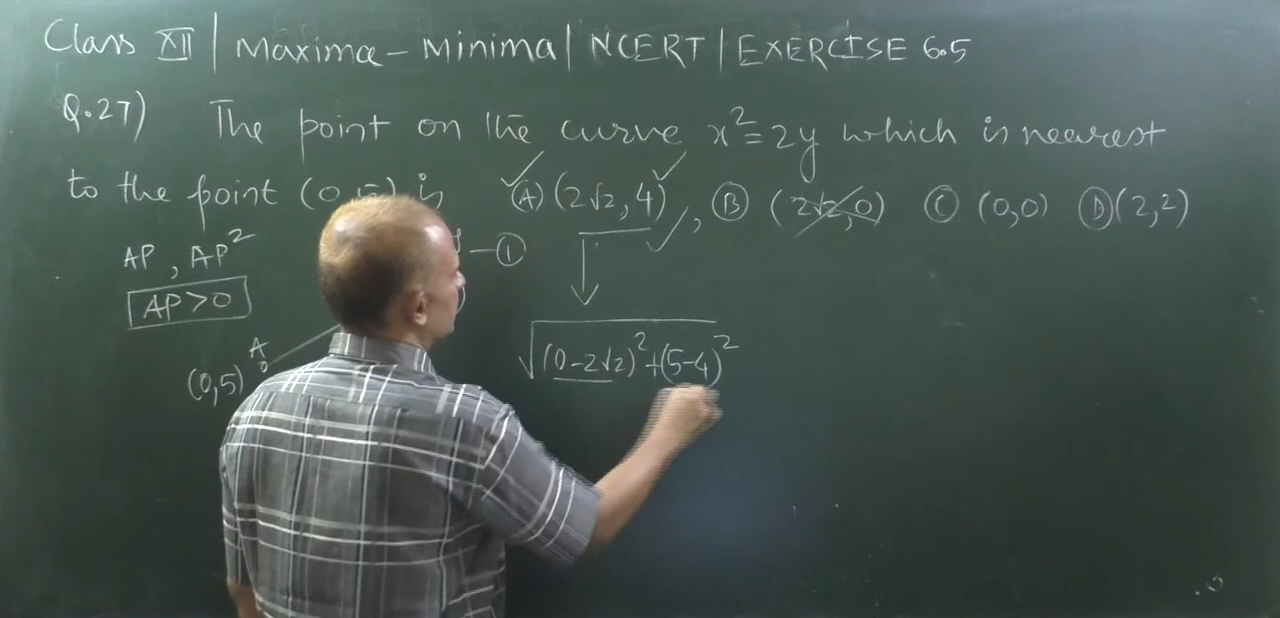 Class XII | Maxima - Minima | NCERT | EXERCISE 6.5
Q.27) The point on the curve x²=2y which is nearest
to the point (0, is (A) (2√2, 4), (B) (2√2, 0) (C) (0,0) (D) (2,2)
AP, AP² — ①
AP>0
A
(0,5)
√(0-2√2)²+(5-4)²